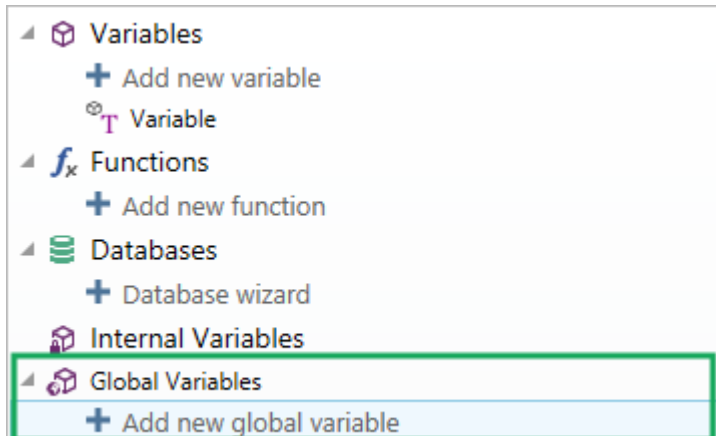 Variables
Add new variable
T Variable
fx Functions
Add new function
Databases
Database wizard
Internal Variables
Global Variables
Add new global variable